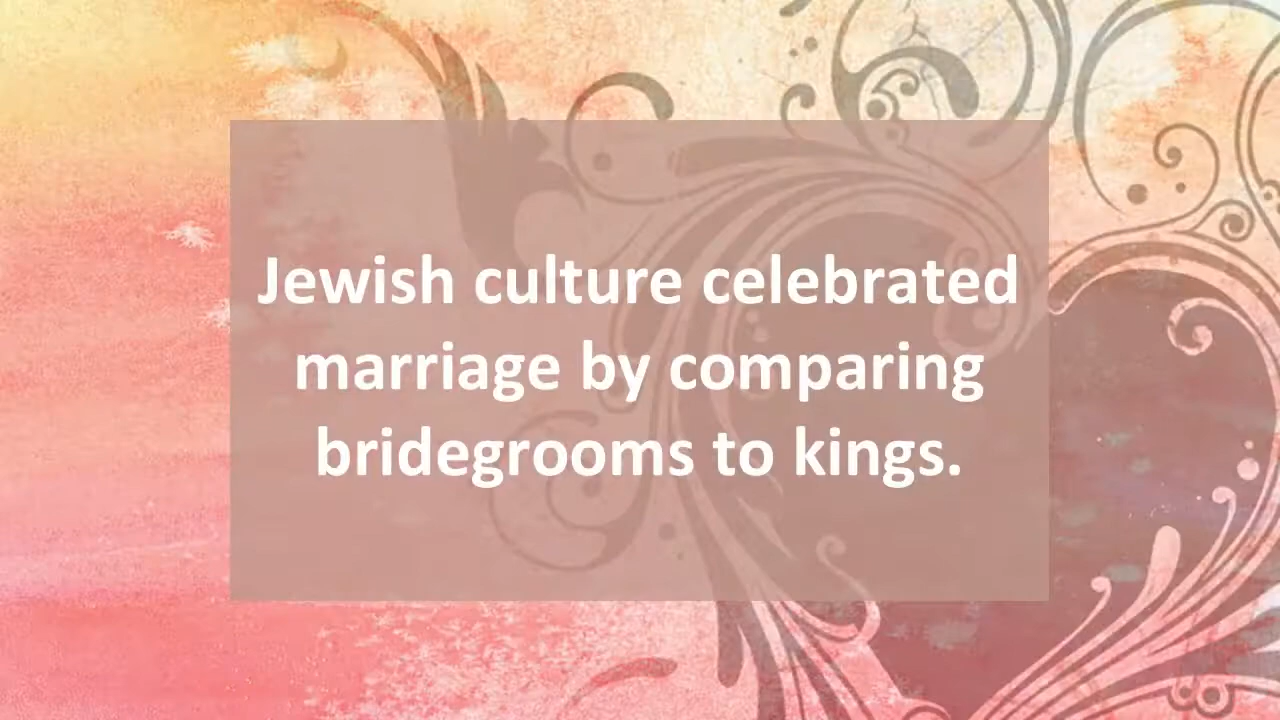 Jewish culture celebrated
marriage by comparing
bridegrooms to kings.